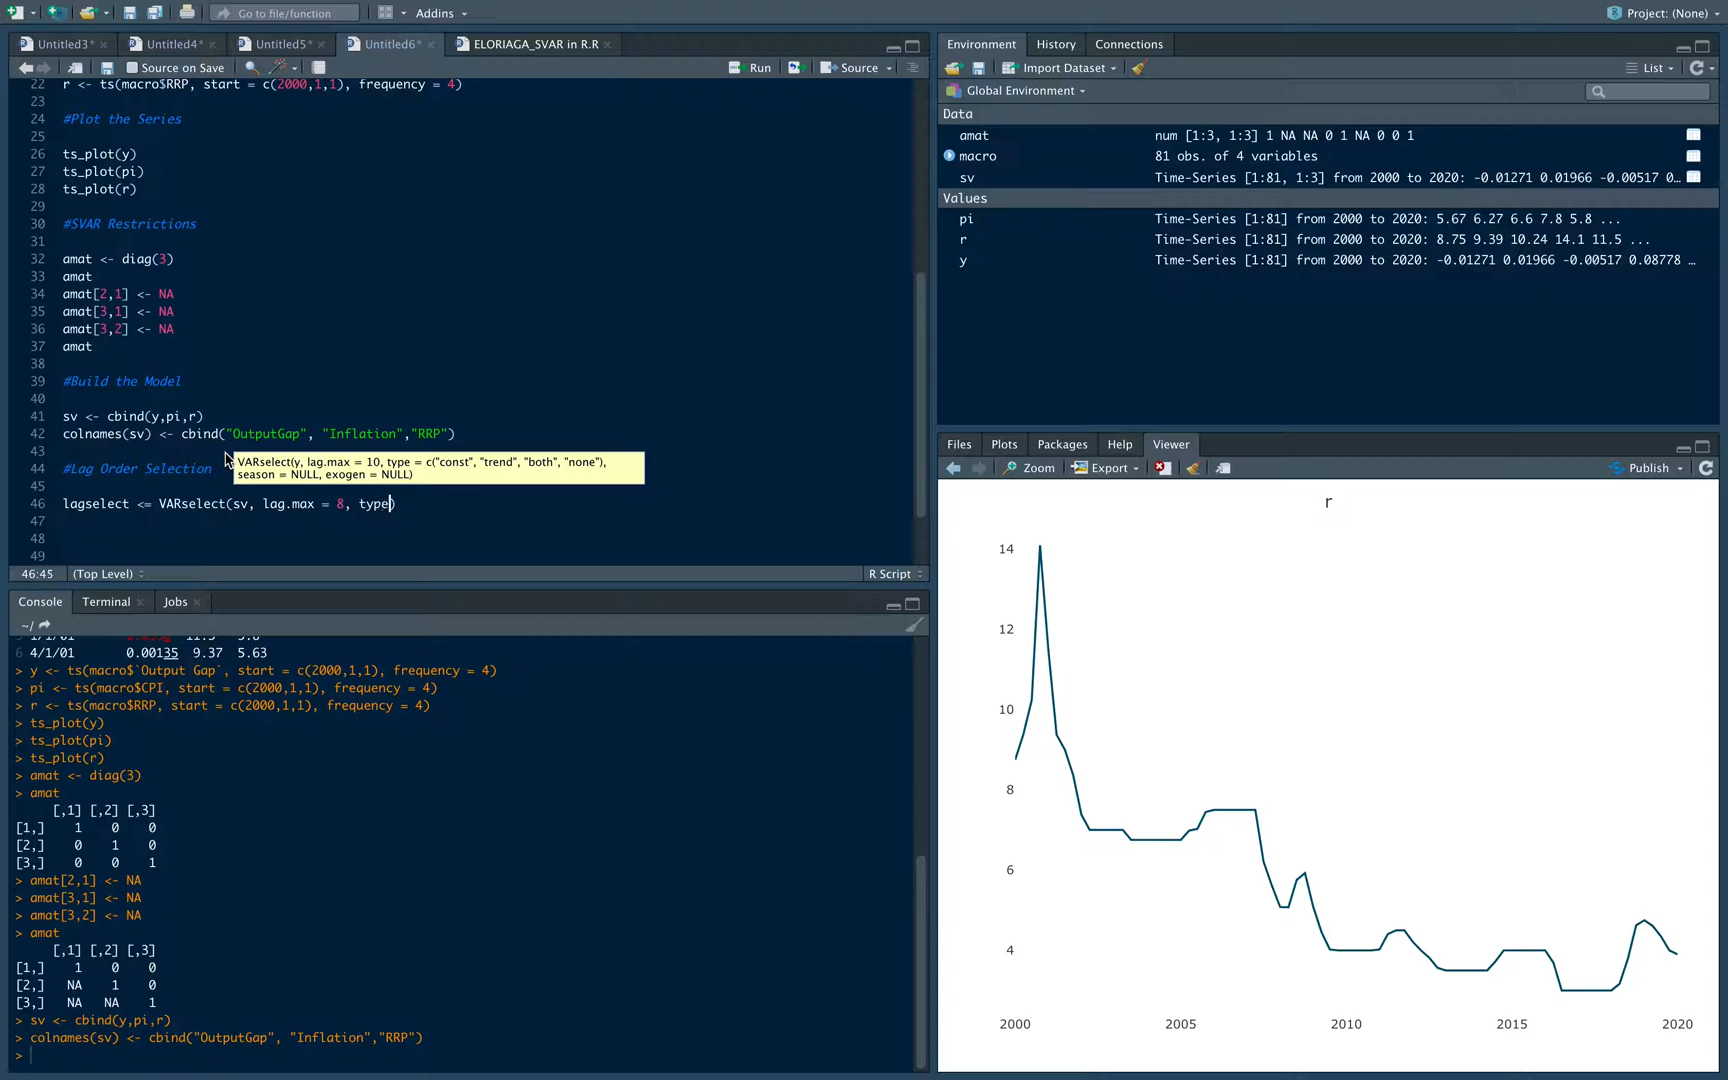 Go to file/function
Addins
Project: (None)
Untitled3*
Untitled4*
Untitled5*
Untitled6*
ELORIAGA_SVAR in R.R
Source on Save
Run
Source
22 r <- ts(macro$RRP, start = c(2000,1,1), frequency = 4)
23
24 #Plot the Series
25
26 ts_plot(y)
27 ts_plot(pi)
28 ts_plot(r)
29
30 #SVAR Restrictions
31
32 amat <- diag(3)
33 amat
34 amat[2,1] <- NA
35 amat[3,1] <- NA
36 amat[3,2] <- NA
37 amat
38
39 #Build the Model
40
41 sv <- cbind(y,pi,r)
42 colnames(sv) <- cbind("OutputGap", "Inflation","RRP")
43
VARselect(y, lag.max = 10, type = c("const", "trend", "both", "none"),
season = NULL, exogen = NULL)
44 #Lag Order Selection
45
46 lagselect <= VARselect(sv, lag.max = 8, type)
47
48
49
46:45
(Top Level)
R Script
Console
Terminal
Jobs
~/
6 4/1/01 0.00135 9.37 5.63
> y <- ts(macro$`Output Gap`, start = c(2000,1,1), frequency = 4)
> pi <- ts(macro$CPI, start = c(2000,1,1), frequency = 4)
> r <- ts(macro$RRP, start = c(2000,1,1), frequency = 4)
> ts_plot(y)
> ts_plot(pi)
> ts_plot(r)
> amat <- diag(3)
> amat
[,1] [,2] [,3]
[1,] 1 0 0
[2,] 0 1 0
[3,] 0 0 1
> amat[2,1] <- NA
> amat[3,1] <- NA
> amat[3,2] <- NA
> amat
[,1] [,2] [,3]
[1,] 1 0 0
[2,] NA 1 0
[3,] NA NA 1
> sv <- cbind(y,pi,r)
> colnames(sv) <- cbind("OutputGap", "Inflation","RRP")
>
Environment
History
Connections
Import Dataset
List
Global Environment
Data
amat num [1:3, 1:3] 1 NA NA 0 1 NA 0 0 1
macro 81 obs. of 4 variables
sv Time-Series [1:81, 1:3] from 2000 to 2020: -0.01271 0.01966 -0.00517 0…
Values
pi Time-Series [1:81] from 2000 to 2020: 5.67 6.27 6.6 7.8 5.8 ...
r Time-Series [1:81] from 2000 to 2020: 8.75 9.39 10.24 14.1 11.5 ...
y Time-Series [1:81] from 2000 to 2020: -0.01271 0.01966 -0.00517 0.08778 …
Files
Plots
Packages
Help
Viewer
Zoom
Export
Publish
r
14
12
10
8
6
4
2000
2005
2010
2015
2020